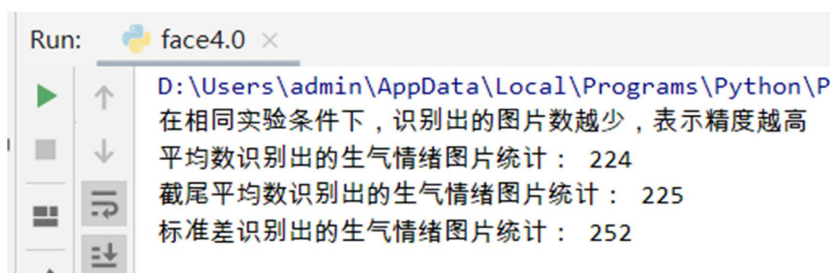 Run: face4.0
D:\Users\admin\AppData\Local\Programs\Python\P
在相同实验条件下，识别出的图片数越少，表示精度越高
平均数识别出的生气情绪图片统计： 224
截尾平均数识别出的生气情绪图片统计： 225
标准差识别出的生气情绪图片统计： 252